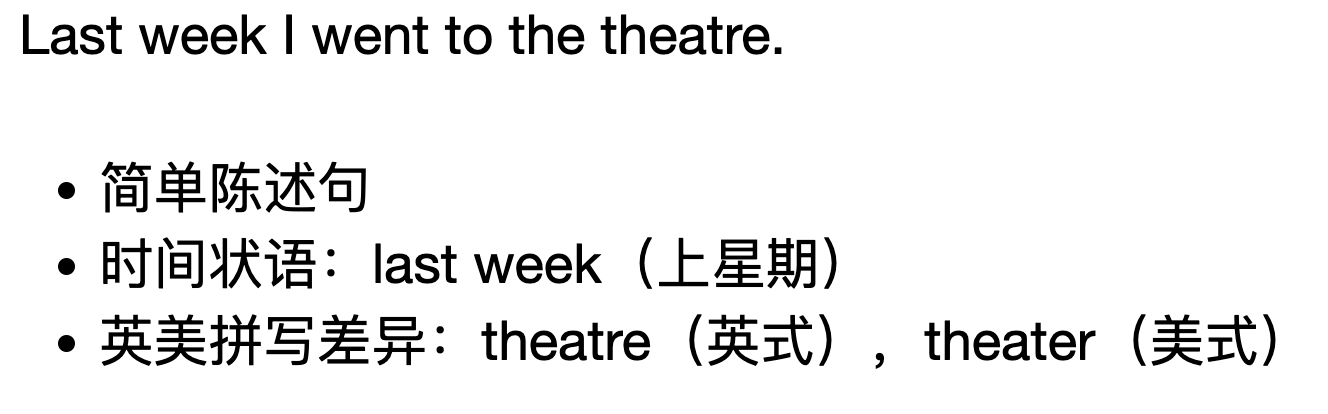 Last week I went to the theatre.
• 简单陈述句
• 时间状语：last week（上星期）
• 英美拼写差异：theatre（英式），theater（美式）